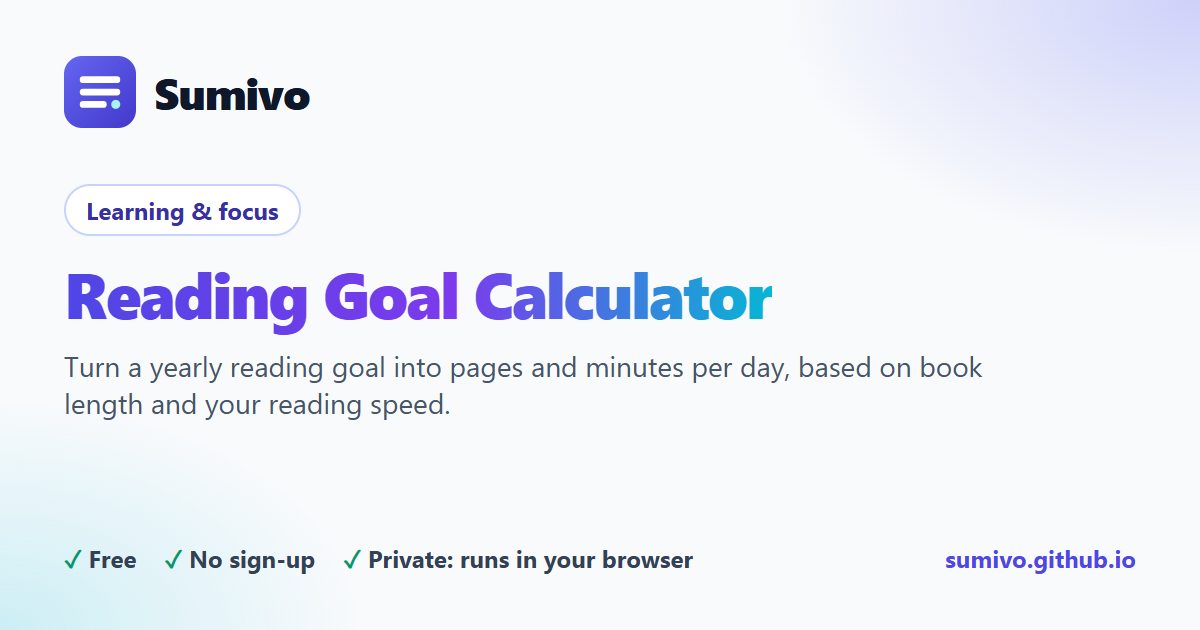 Sumivo
Learning & focus
Reading Goal Calculator
Turn a yearly reading goal into pages and minutes per day, based on book
length and your reading speed.
✓ Free ✓ No sign-up ✓ Private: runs in your browser
sumivo.github.io